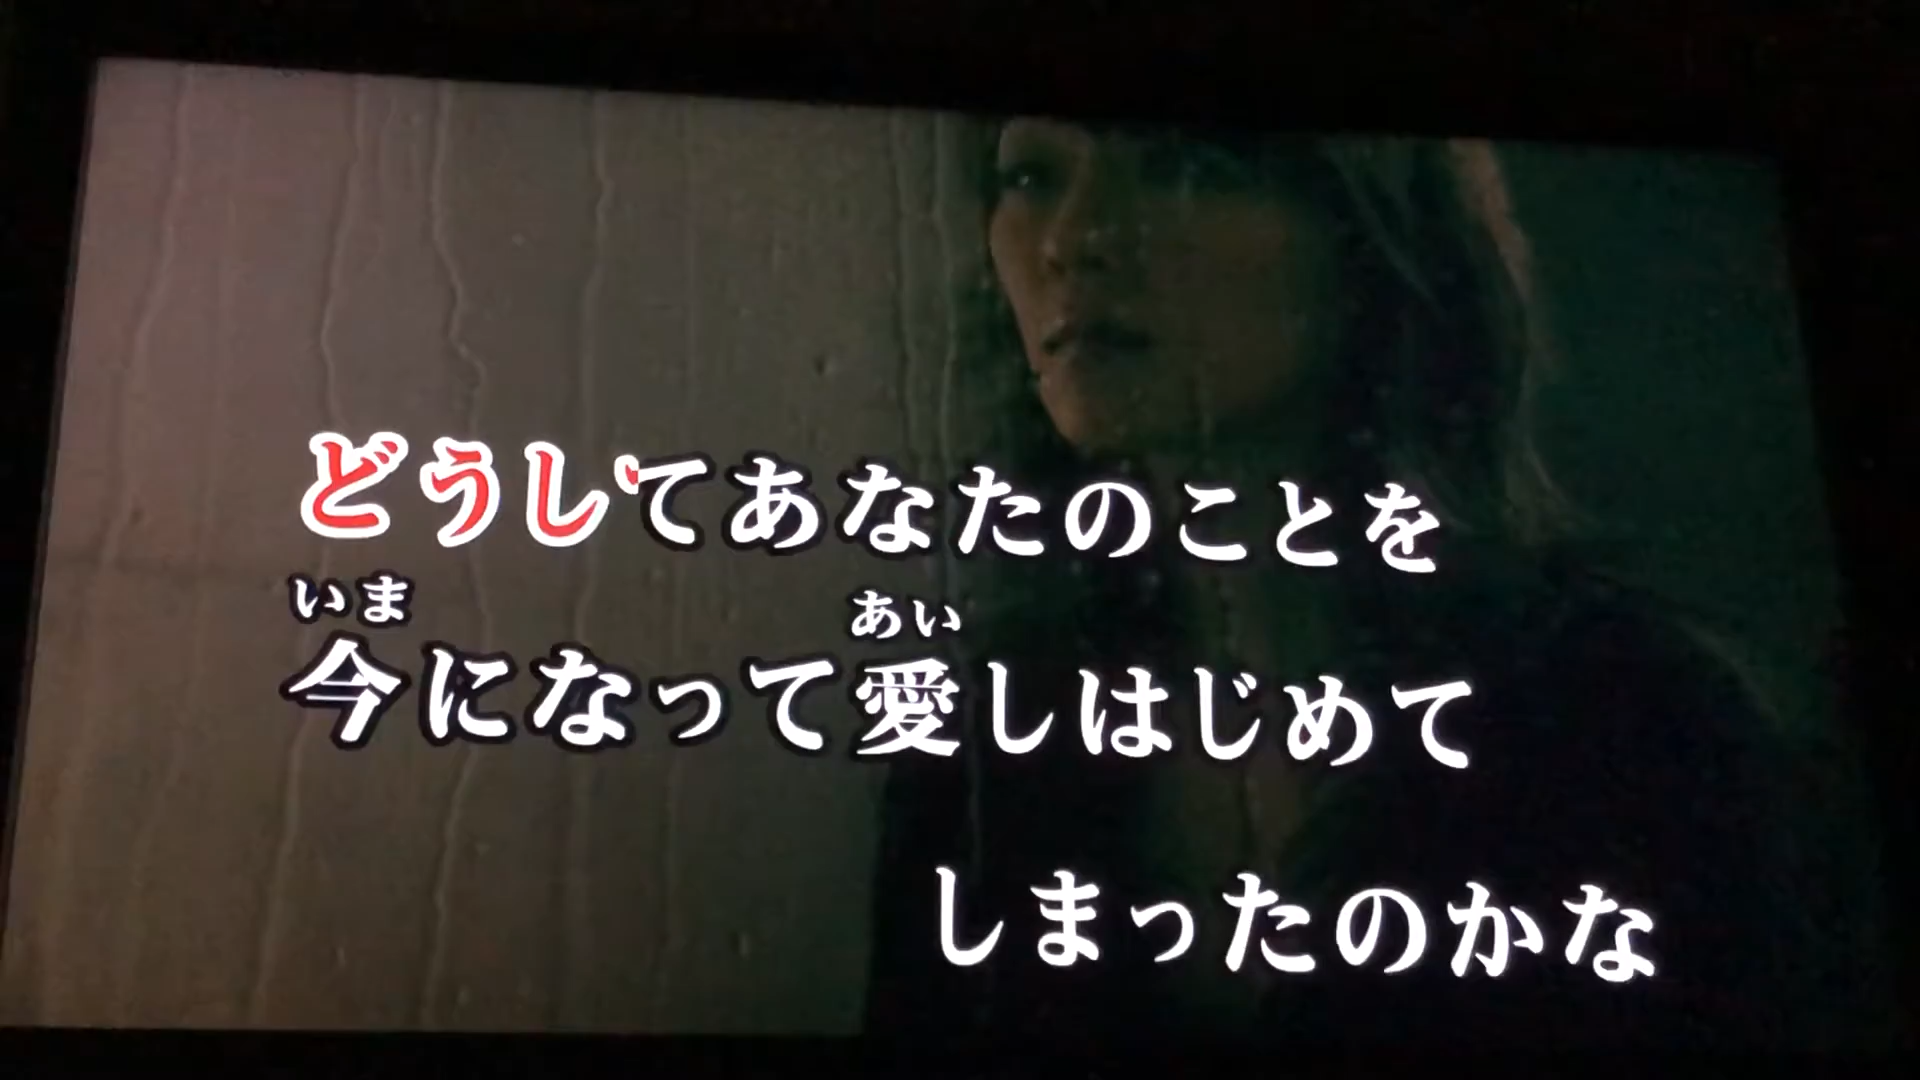 どうしてあなたのことを
いま あい
今になって愛しはじめて
しまったのかな